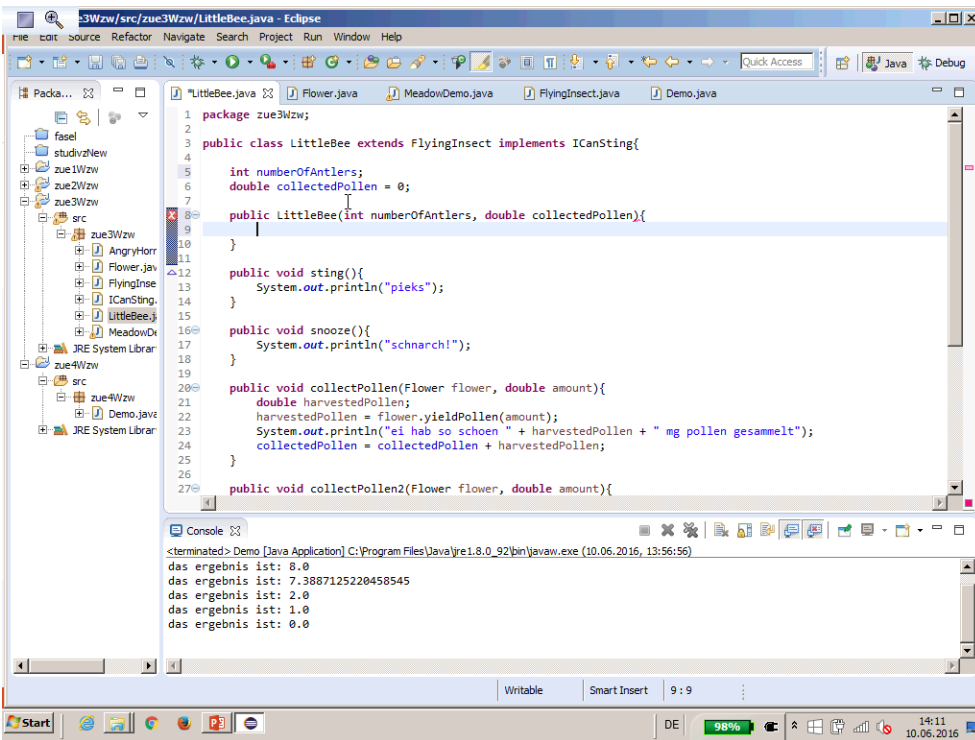 e3Wzw/src/zue3Wzw/LittleBee.java - Eclipse
File Edit Source Refactor Navigate Search Project Run Window Help
Quick Access
Java
Debug
Packa...
*LittleBee.java
Flower.java
MeadowDemo.java
FlyingInsect.java
Demo.java
fasel
studivzNew
zue1Wzw
zue2Wzw
zue3Wzw
src
zue3Wzw
AngryHorr
Flower.jav
FlyingInse
ICanSting.
LittleBee.j
MeadowDe
JRE System Librar
zue4Wzw
src
zue4Wzw
Demo.java
JRE System Librar
1 package zue3Wzw;
2
3 public class LittleBee extends FlyingInsect implements ICanSting{
4
5 int numberOfAntlers;
6 double collectedPollen = 0;
7
8 public LittleBee(int numberOfAntlers, double collectedPollen){
9
10 }
11
12 public void sting(){
13 System.out.println("pieks");
14 }
15
16 public void snooze(){
17 System.out.println("schnarch!");
18 }
19
20 public void collectPollen(Flower flower, double amount){
21 double harvestedPollen;
22 harvestedPollen = flower.yieldPollen(amount);
23 System.out.println("ei hab so schoen " + harvestedPollen + " mg pollen gesammelt");
24 collectedPollen = collectedPollen + harvestedPollen;
25 }
26
27 public void collectPollen2(Flower flower, double amount){
Console
<terminated> Demo [Java Application] C:\Program Files\Java\jre1.8.0_92\bin\javaw.exe (10.06.2016, 13:56:56)
das ergebnis ist: 8.0
das ergebnis ist: 7.3887125220458545
das ergebnis ist: 2.0
das ergebnis ist: 1.0
das ergebnis ist: 0.0
Writable
Smart Insert
9 : 9
Start
DE
98%
14:11
10.06.2016